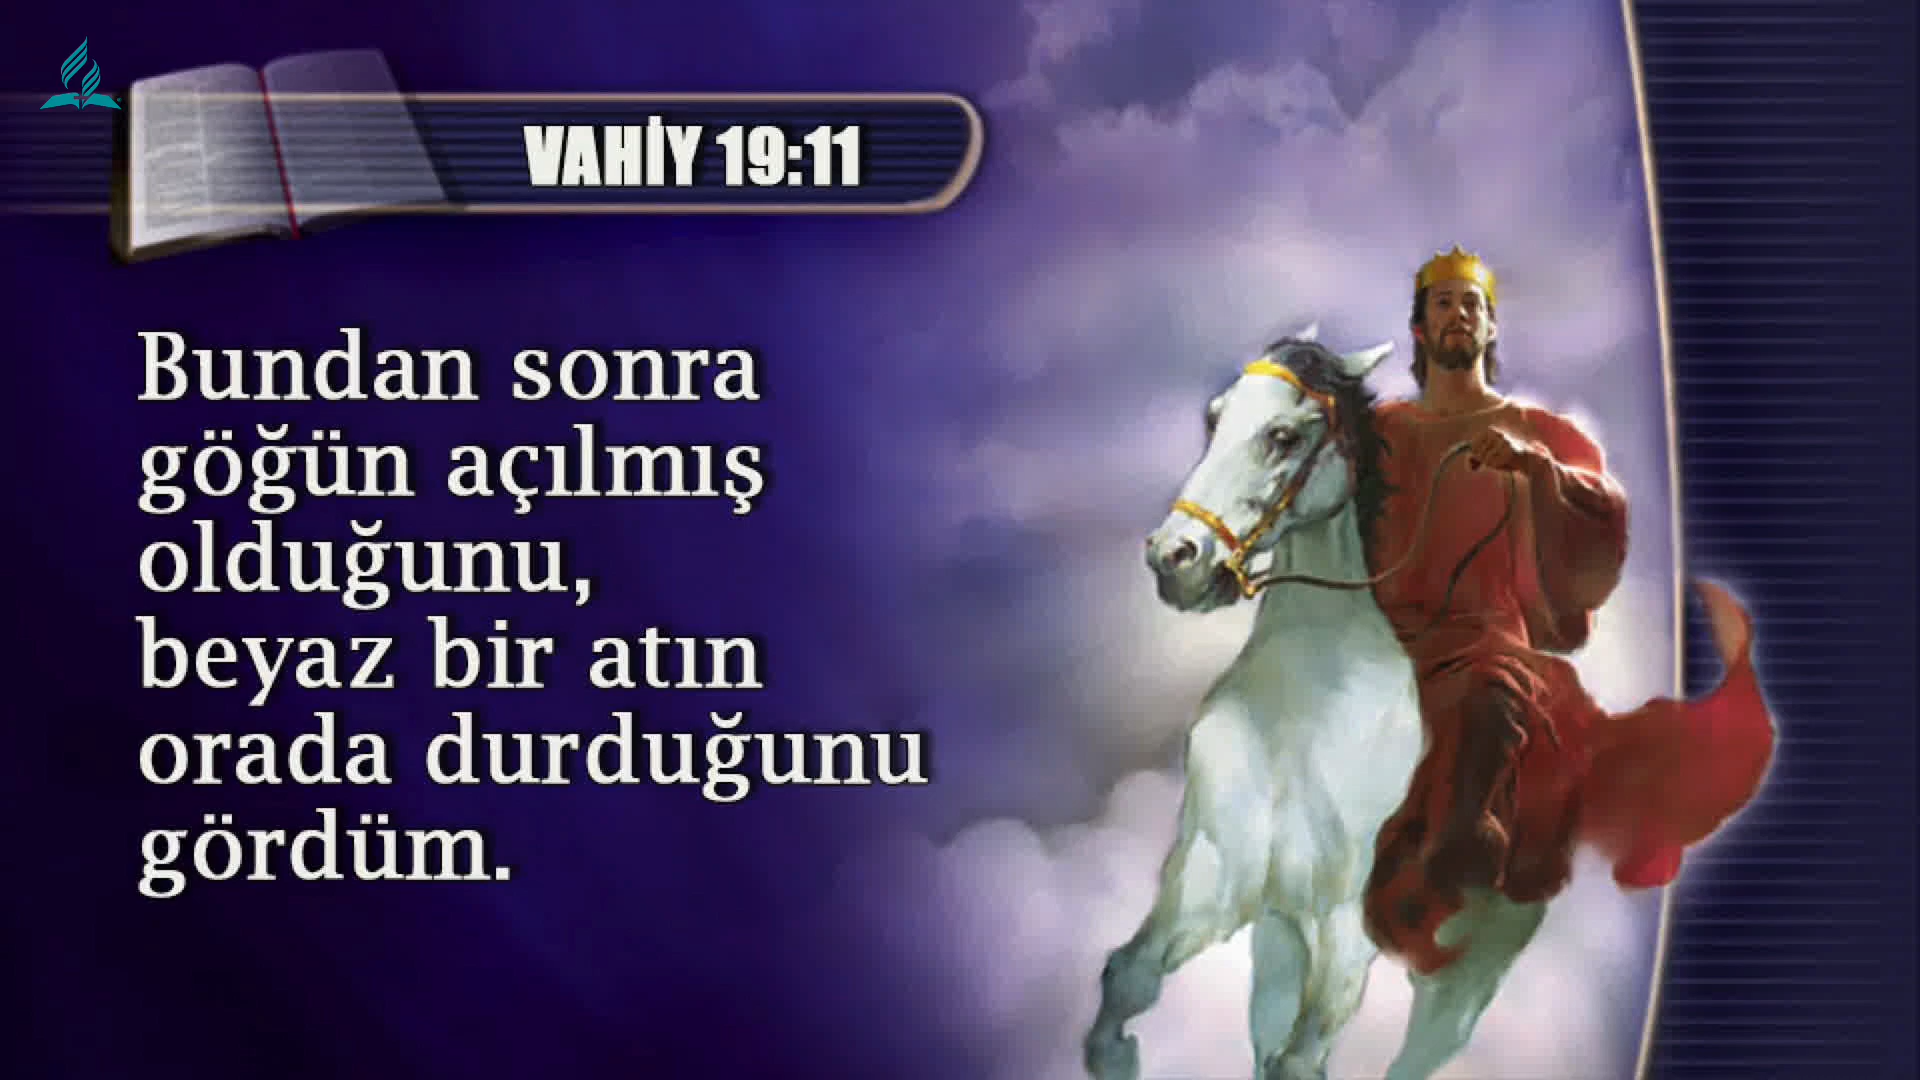 VAHİY 19:11
Bundan sonra
göğün açılmış
olduğunu,
beyaz bir atın
orada durduğunu
gördüm.